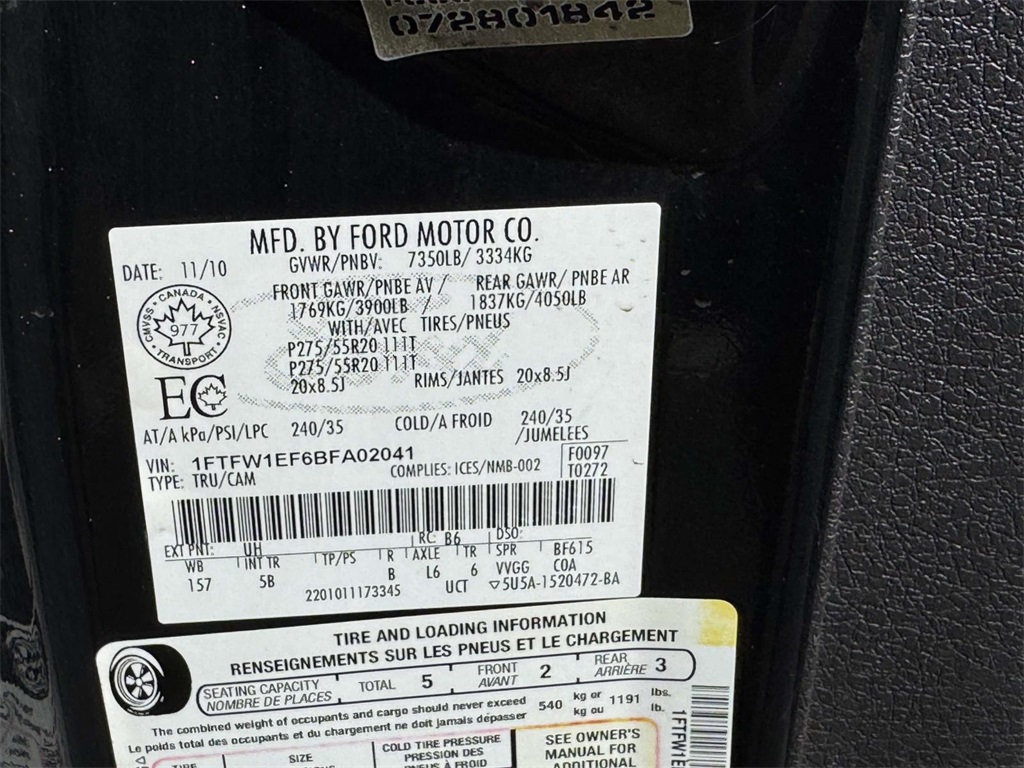 072801842
MFD. BY FORD MOTOR CO.
DATE: 11/10
GVWR/PNBV: 7350LB/ 3334KG
FRONT GAWR/PNBE AV / REAR GAWR/ PNBE AR
1769KG/3900LB / 1837KG/4050LB
WITH/AVEC TIRES/PNEUS
P275/55R20 111T
P275/55R20 111T
20x8.5J RIMS/JANTES 20x8.5J
CANADA
CMVSS NSVAC
977
TRANSPORT
EC
AT/A kPa/PSI/LPC 240/35 COLD/A FROID 240/35
/JUMELEES
VIN: 1FTFW1EF6BFA02041
TYPE: TRU/CAM COMPLIES: ICES/NMB-002
F0097
T0272
EXT PNT: UH RC: B6 DSO:
WB INT TR TP/PS R AXLE TR SPR BF615
157 5B B L6 6 VVGG COA
2201011173345 UCT ▽5U5A-1520472-BA
TIRE AND LOADING INFORMATION
RENSEIGNEMENTS SUR LES PNEUS ET LE CHARGEMENT
SEATING CAPACITY
NOMBRE DE PLACES
TOTAL 5
FRONT
AVANT 2
REAR
ARRIÈRE 3
The combined weight of occupants and cargo should never exceed
Le poids total des occupants et du chargement ne doit jamais dépasser
540 kg or 1191 lbs.
kg ou lb.
TIRE SIZE
COLD TIRE PRESSURE
PRESSION DES
PNEUS À FROID
SEE OWNER'S
MANUAL FOR
ADDITIONAL
1FTFW1E